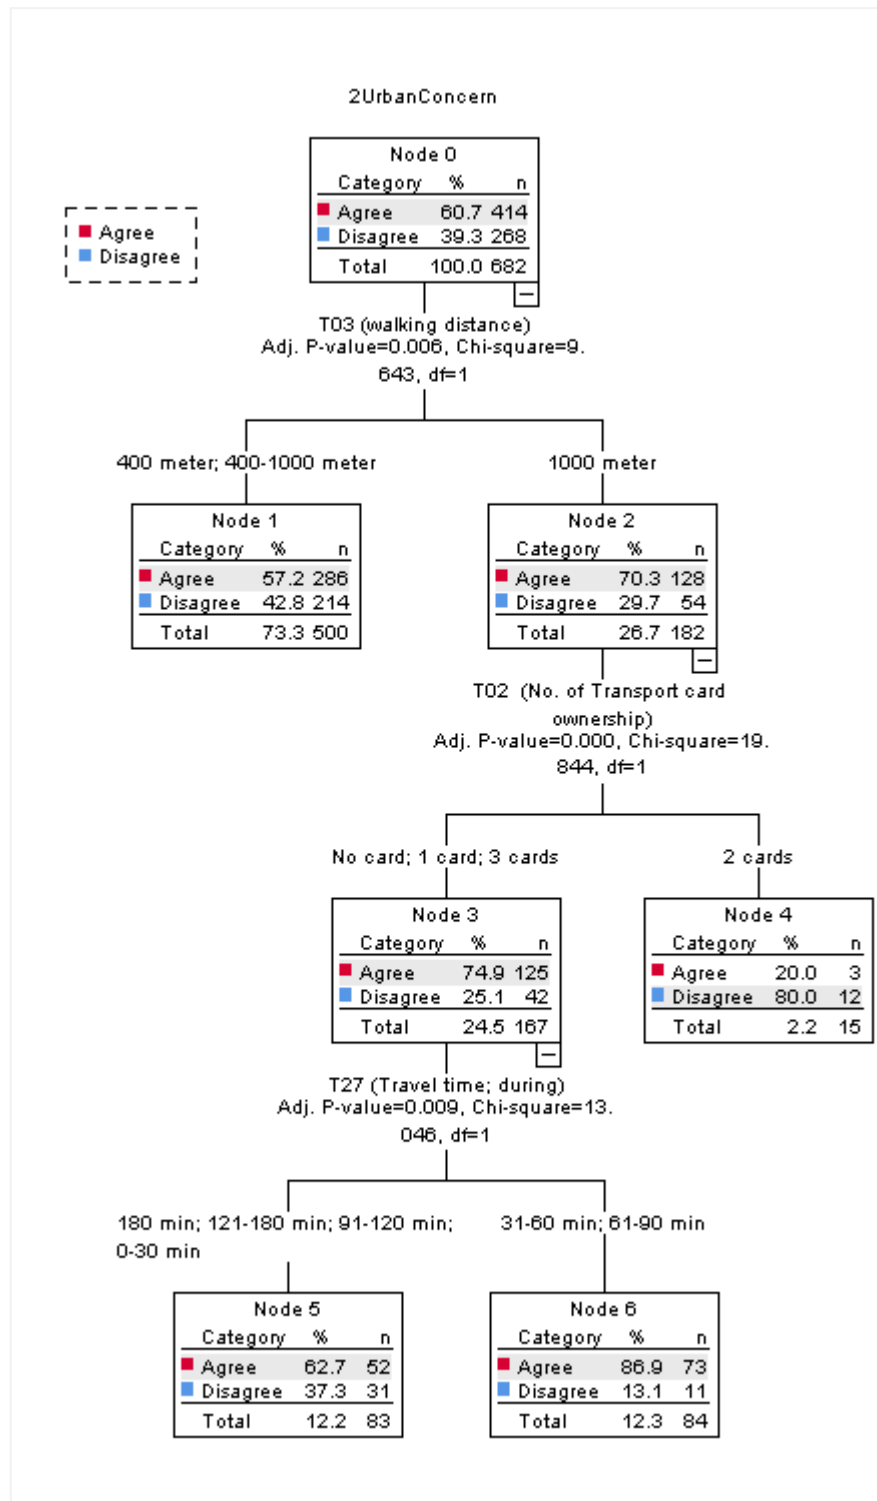 2UrbanConcern
Agree
Disagree
Node 0
Category % n
Agree 60.7 414
Disagree 39.3 268
Total 100.0 682
T03 (walking distance)
Adj. P-value=0.006, Chi-square=9.
643, df=1
400 meter; 400-1000 meter
1000 meter
Node 1
Category % n
Agree 57.2 286
Disagree 42.8 214
Total 73.3 500
Node 2
Category % n
Agree 70.3 128
Disagree 29.7 54
Total 26.7 182
T02 (No. of Transport card
ownership)
Adj. P-value=0.000, Chi-square=19.
844, df=1
No card; 1 card; 3 cards
2 cards
Node 3
Category % n
Agree 74.9 125
Disagree 25.1 42
Total 24.5 167
Node 4
Category % n
Agree 20.0 3
Disagree 80.0 12
Total 2.2 15
T27 (Travel time; during)
Adj. P-value=0.009, Chi-square=13.
046, df=1
180 min; 121-180 min; 91-120 min;
0-30 min
31-60 min; 61-90 min
Node 5
Category % n
Agree 62.7 52
Disagree 37.3 31
Total 12.2 83
Node 6
Category % n
Agree 86.9 73
Disagree 13.1 11
Total 12.3 84